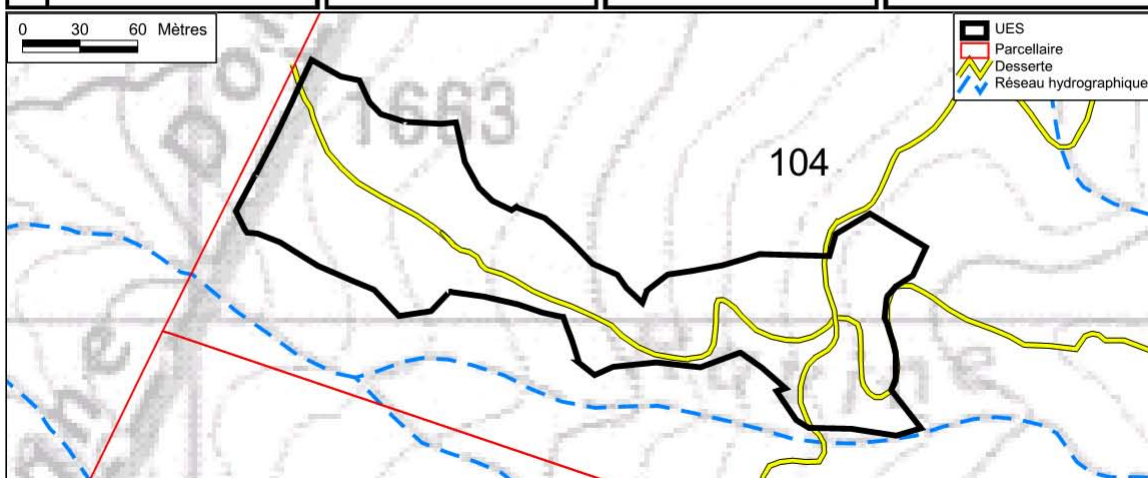 0 30 60 Mètres
UES
Parcellaire
Desserte
Réseau hydrographique
1663
104